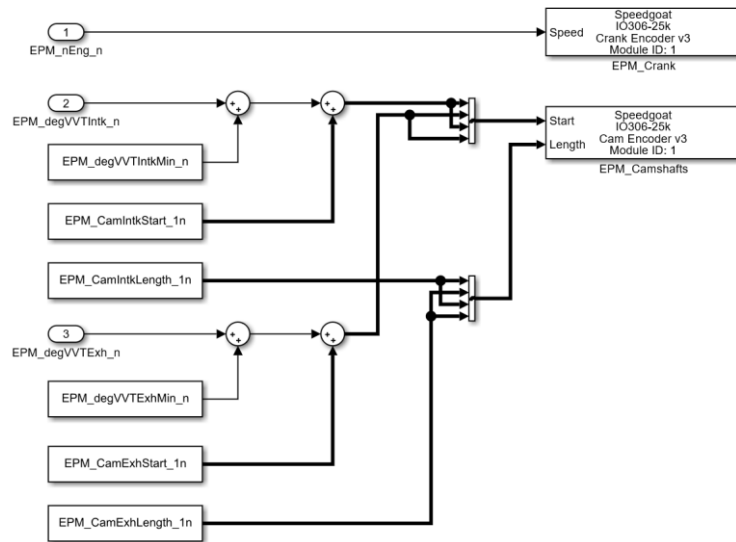 1
EPM_nEng_n
Speed
Speedgoat
IO306-25k
Crank Encoder v3
Module ID: 1
EPM_Crank
2
EPM_degVVTIntk_n
+
+
+
+
EPM_degVVTIntkMin_n
EPM_CamIntkStart_1n
EPM_CamIntkLength_1n
Start
Length
Speedgoat
IO306-25k
Cam Encoder v3
Module ID: 1
EPM_Camshafts
3
EPM_degVVTExh_n
+
+
+
+
EPM_degVVTExhMin_n
EPM_CamExhStart_1n
EPM_CamExhLength_1n